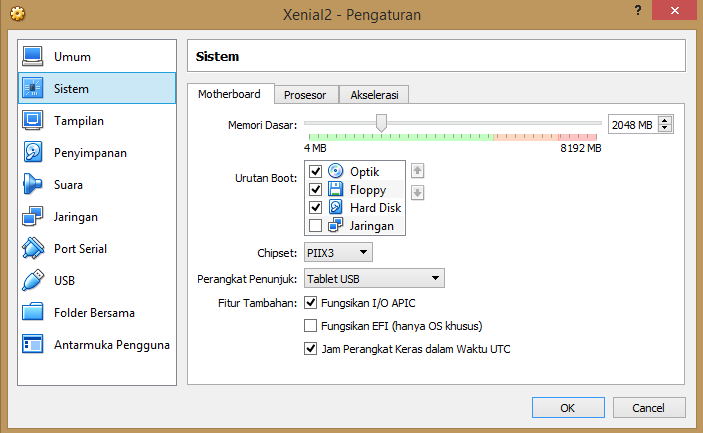 Xenial2 - Pengaturan
?
Umum
Sistem
Tampilan
Penyimpanan
Suara
Jaringan
Port Serial
USB
Folder Bersama
Antarmuka Pengguna
Sistem
Motherboard Prosesor Akselerasi
Memori Dasar: 2048 MB
4 MB 8192 MB
Urutan Boot: Optik
Floppy
Hard Disk
Jaringan
Chipset: PIIX3
Perangkat Penunjuk: Tablet USB
Fitur Tambahan: Fungsikan I/O APIC
Fungsikan EFI (hanya OS khusus)
Jam Perangkat Keras dalam Waktu UTC
OK Cancel